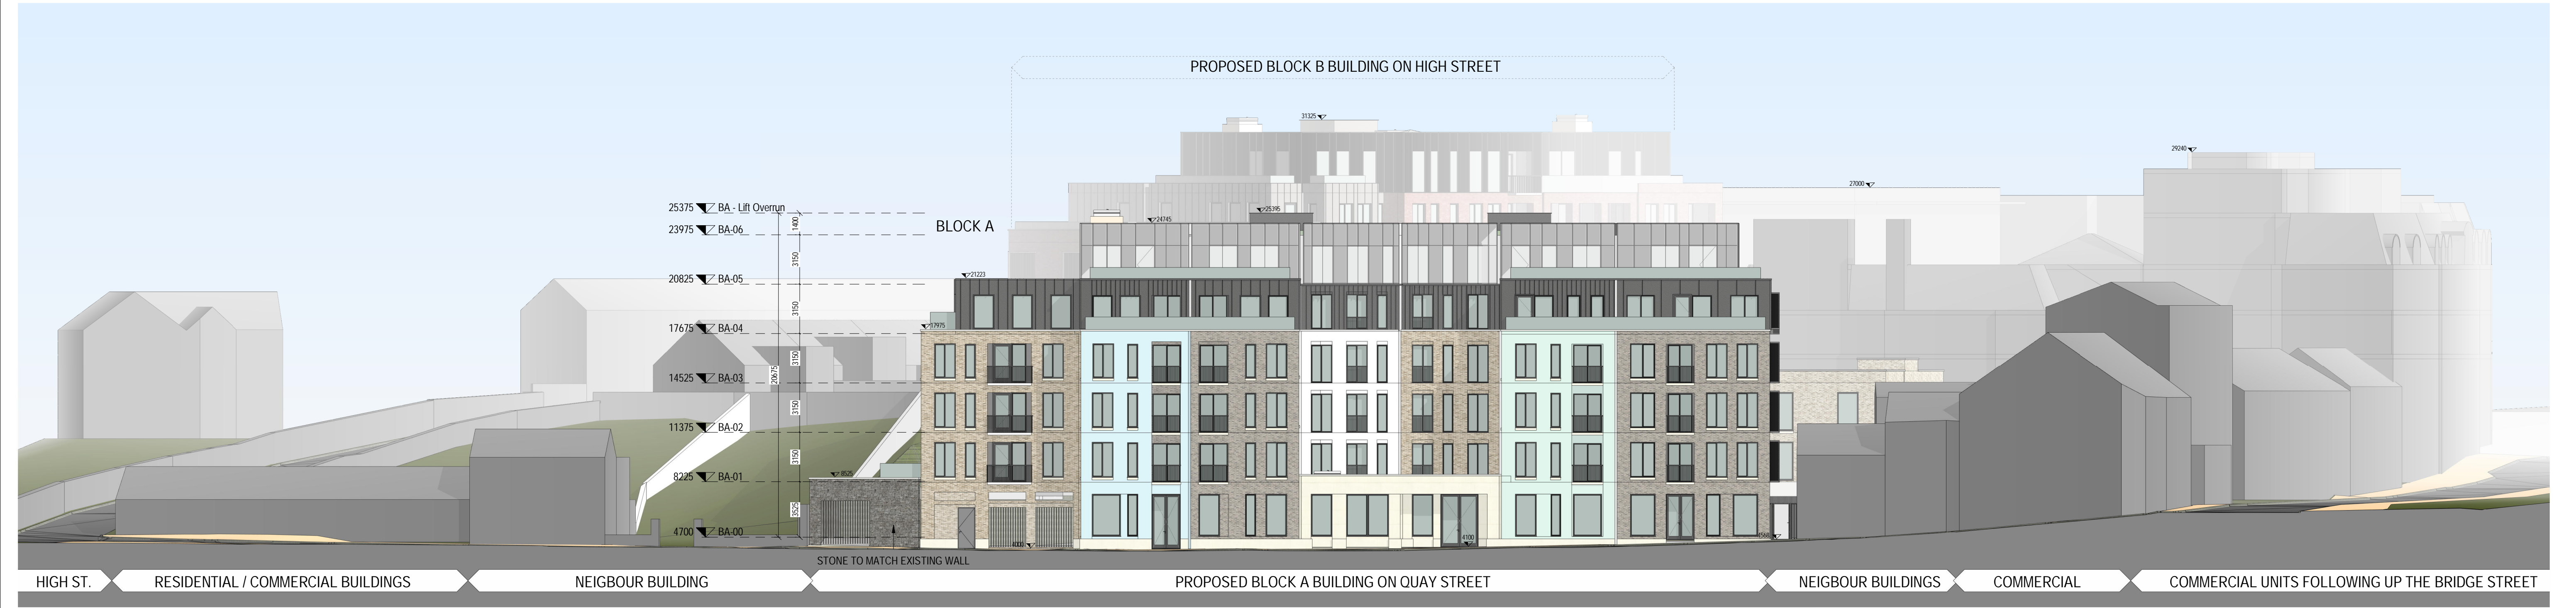 PROPOSED BLOCK B BUILDING ON HIGH STREET
31325
29240
27000
25375 BA - Lift Overrun
25395
24745
BLOCK A
23975 BA-06
1400
3150
21223
20825 BA-05
3150
17975
17675 BA-04
3150
20675
14525 BA-03
3150
11375 BA-02
3150
8525
8225 BA-01
3525
4700 BA-00
4000
4100
STONE TO MATCH EXISTING WALL
HIGH ST.
RESIDENTIAL / COMMERCIAL BUILDINGS
NEIGBOUR BUILDING
PROPOSED BLOCK A BUILDING ON QUAY STREET
NEIGBOUR BUILDINGS
COMMERCIAL
COMMERCIAL UNITS FOLLOWING UP THE BRIDGE STREET